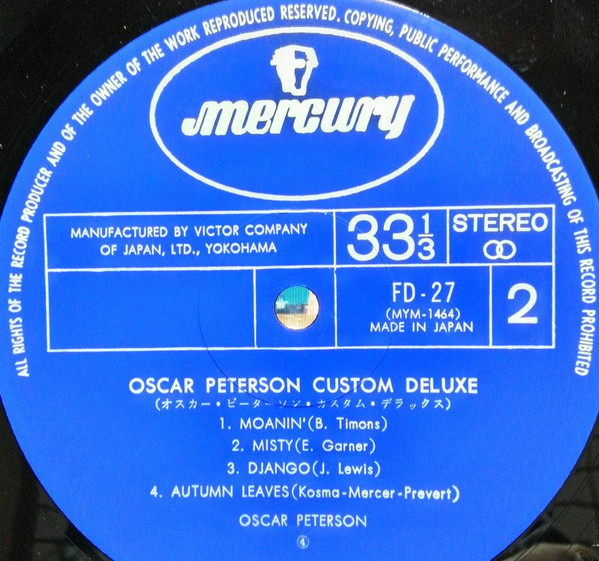 ALL RIGHTS OF THE RECORD PRODUCER AND OF THE OWNER OF THE WORK REPRODUCED RESERVED. COPYING, PUBLIC PERFORMANCE AND BROADCASTING OF THIS RECORD PROHIBITED
mercury
MANUFACTURED BY VICTOR COMPANY
OF JAPAN, LTD., YOKOHAMA
33 1/3
STEREO
FD-27
(MYM-1464)
MADE IN JAPAN
2
OSCAR PETERSON CUSTOM DELUXE
(オスカー・ピーターソン・カスタム・デラックス)
1. MOANIN'(B. Timons)
2. MISTY(E. Garner)
3. DJANGO(J. Lewis)
4. AUTUMN LEAVES(Kosma-Mercer-Prevert)
OSCAR PETERSON
④